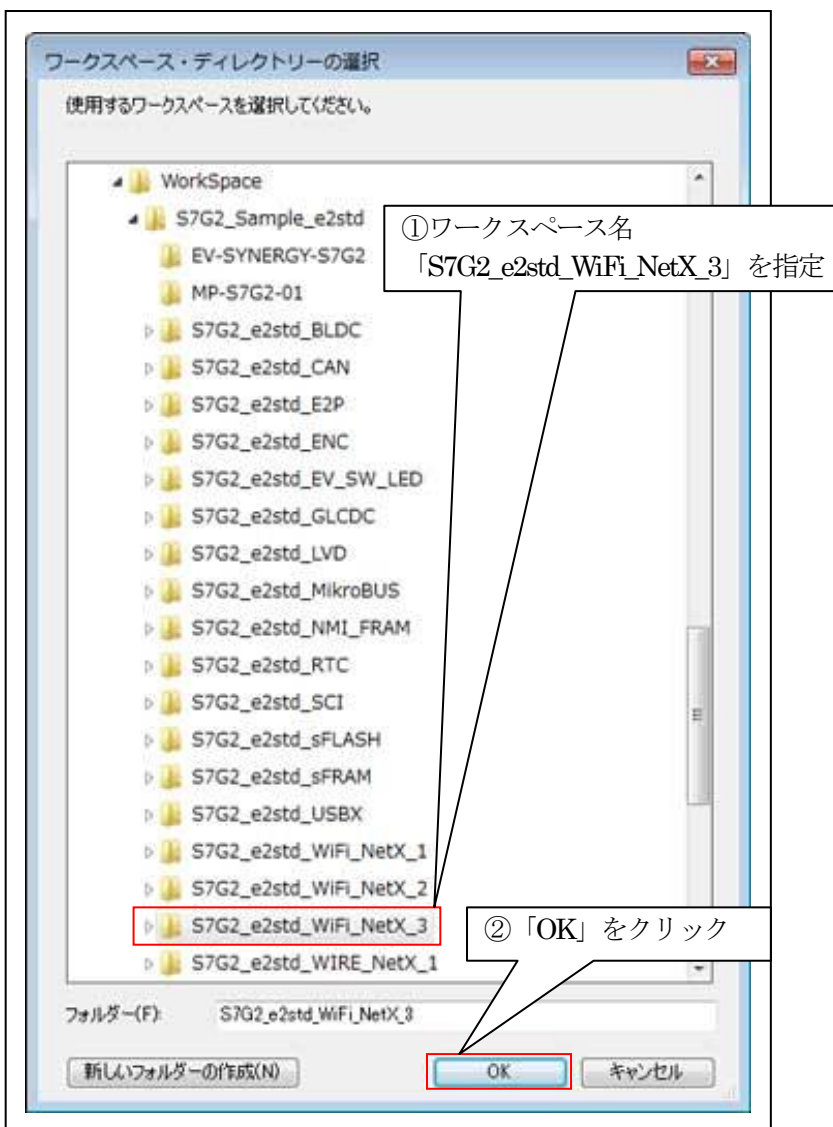 ワークスペース・ディレクトリーの選択
使用するワークスペースを選択してください。
WorkSpace
S7G2_Sample_e2std
EV-SYNERGY-S7G2
MP-S7G2-01
S7G2_e2std_BLDC
S7G2_e2std_CAN
S7G2_e2std_E2P
S7G2_e2std_ENC
S7G2_e2std_EV_SW_LED
S7G2_e2std_GLCDC
S7G2_e2std_LVD
S7G2_e2std_MikroBUS
S7G2_e2std_NMI_FRAM
S7G2_e2std_RTC
S7G2_e2std_SCI
S7G2_e2std_sFLASH
S7G2_e2std_sFRAM
S7G2_e2std_USBX
S7G2_e2std_WiFi_NetX_1
S7G2_e2std_WiFi_NetX_2
S7G2_e2std_WiFi_NetX_3
S7G2_e2std_WIRE_NetX_1
①ワークスペース名
「S7G2_e2std_WiFi_NetX_3」を指定
②「OK」をクリック
フォルダー(F): S7G2_e2std_WiFi_NetX_3
新しいフォルダーの作成(N) OK キャンセル